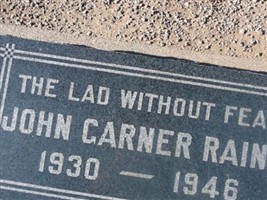 THE LAD WITHOUT FEA
JOHN CARNER RAIN
1930 — 1946